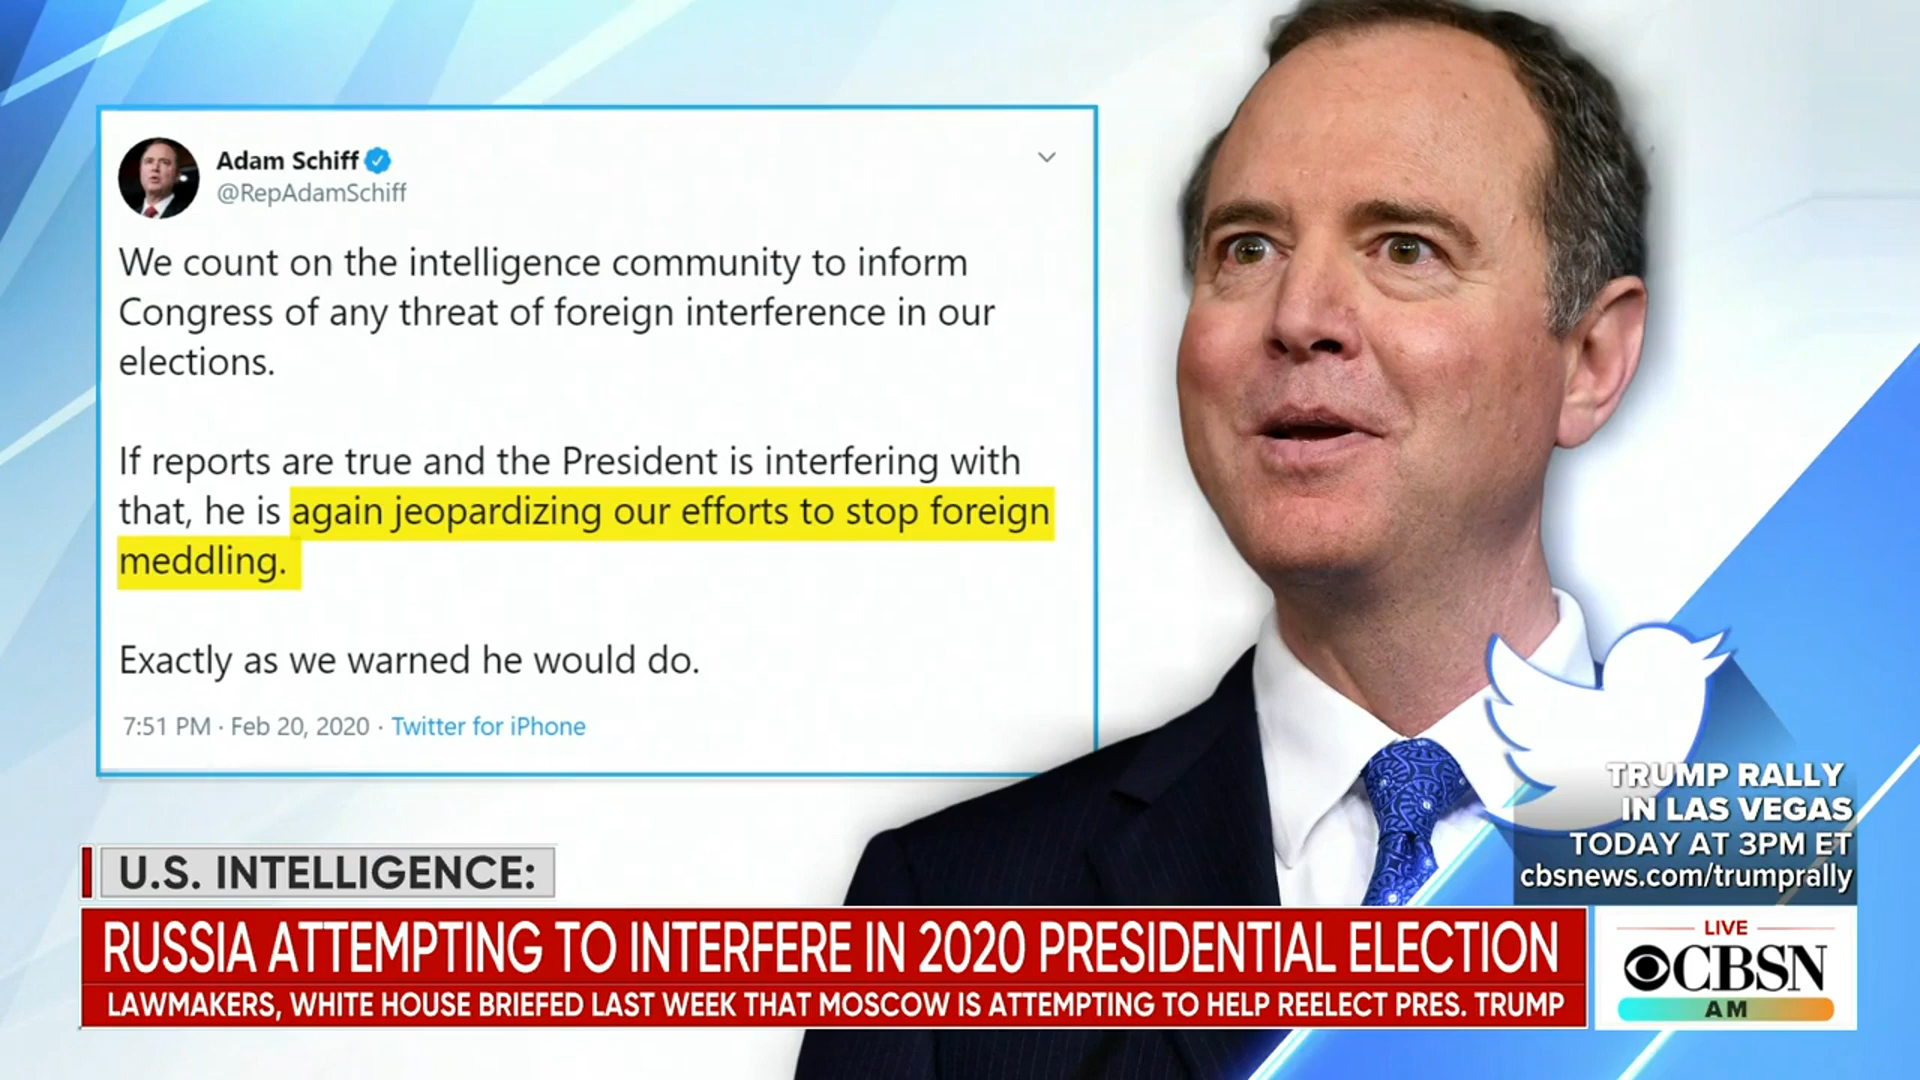 Adam Schiff
@RepAdamSchiff
We count on the intelligence community to inform
Congress of any threat of foreign interference in our
elections.
If reports are true and the President is interfering with
that, he is again jeopardizing our efforts to stop foreign
meddling.
Exactly as we warned he would do.
7:51 PM · Feb 20, 2020 · Twitter for iPhone
TRUMP RALLY
IN LAS VEGAS
TODAY AT 3PM ET
cbsnews.com/trumprally
U.S. INTELLIGENCE:
RUSSIA ATTEMPTING TO INTERFERE IN 2020 PRESIDENTIAL ELECTION
LAWMAKERS, WHITE HOUSE BRIEFED LAST WEEK THAT MOSCOW IS ATTEMPTING TO HELP REELECT PRES. TRUMP
LIVE
CBSN
AM